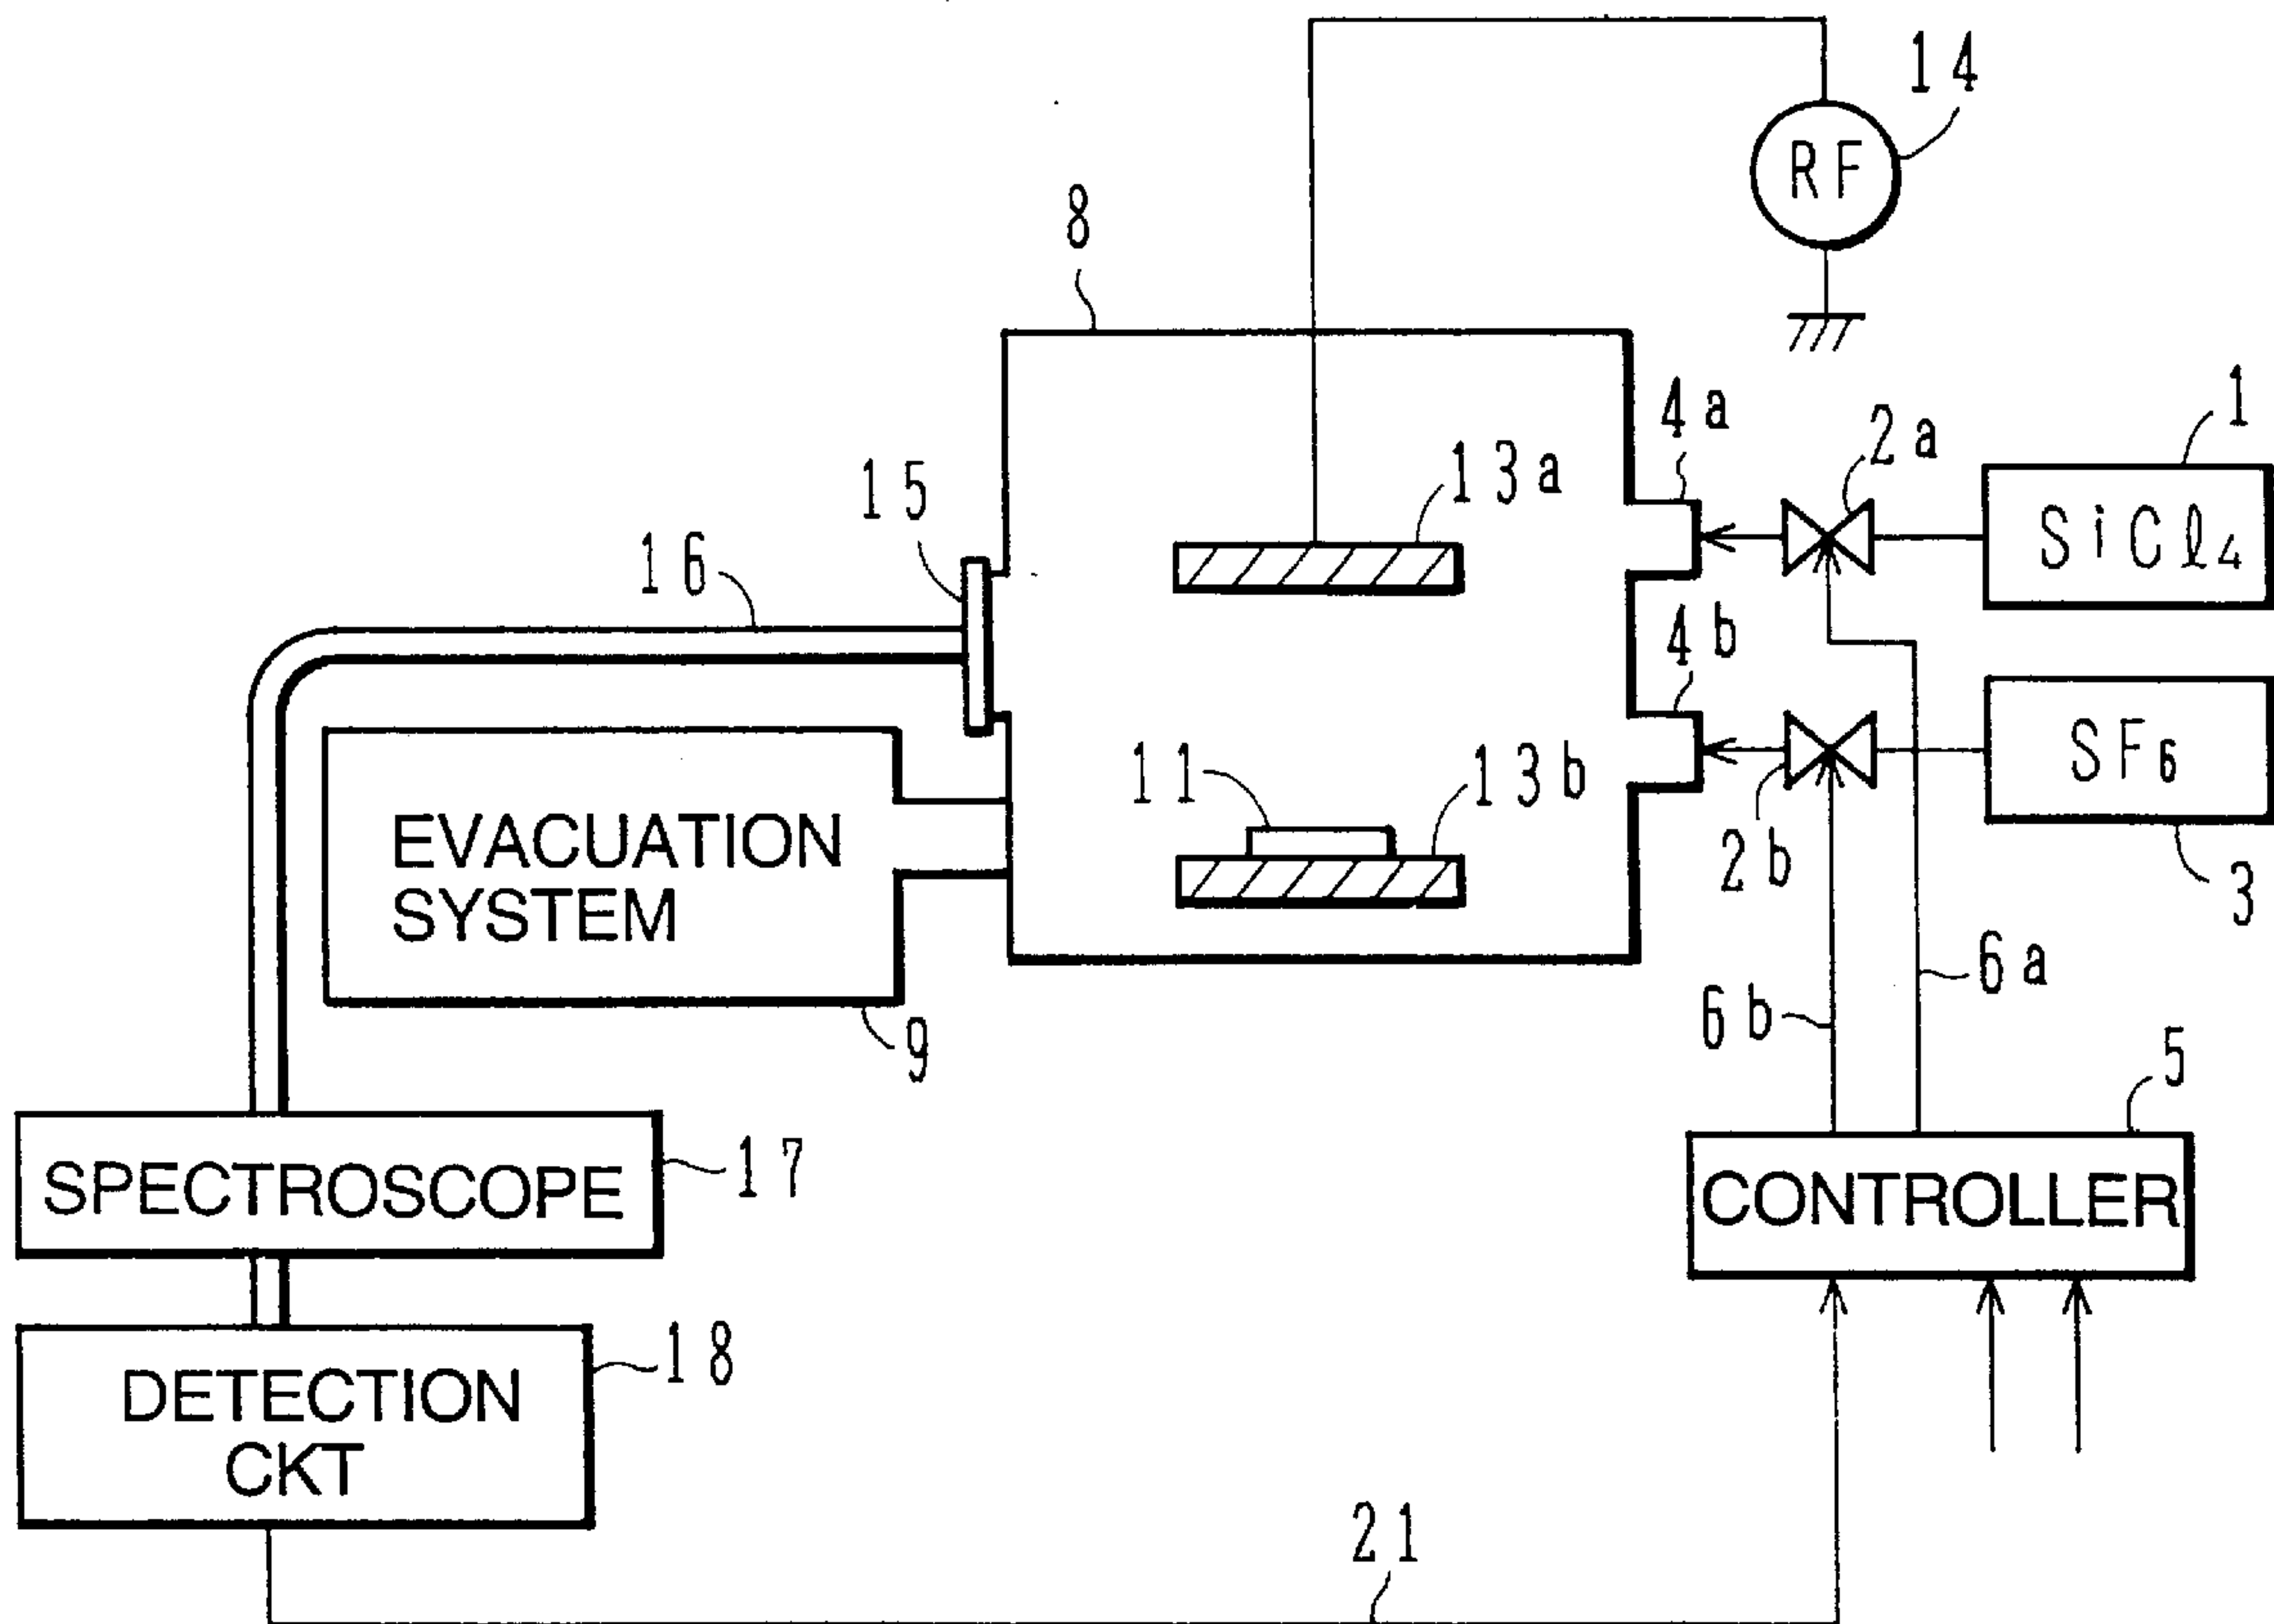 14
RF
8
4a
2a
1
13a
15
SiCl4
16
4b
SF6
11
13b
EVACUATION
SYSTEM
2b
3
6a
6b
9
5
SPECTROSCOPE
17
CONTROLLER
18
DETECTION
CKT
21